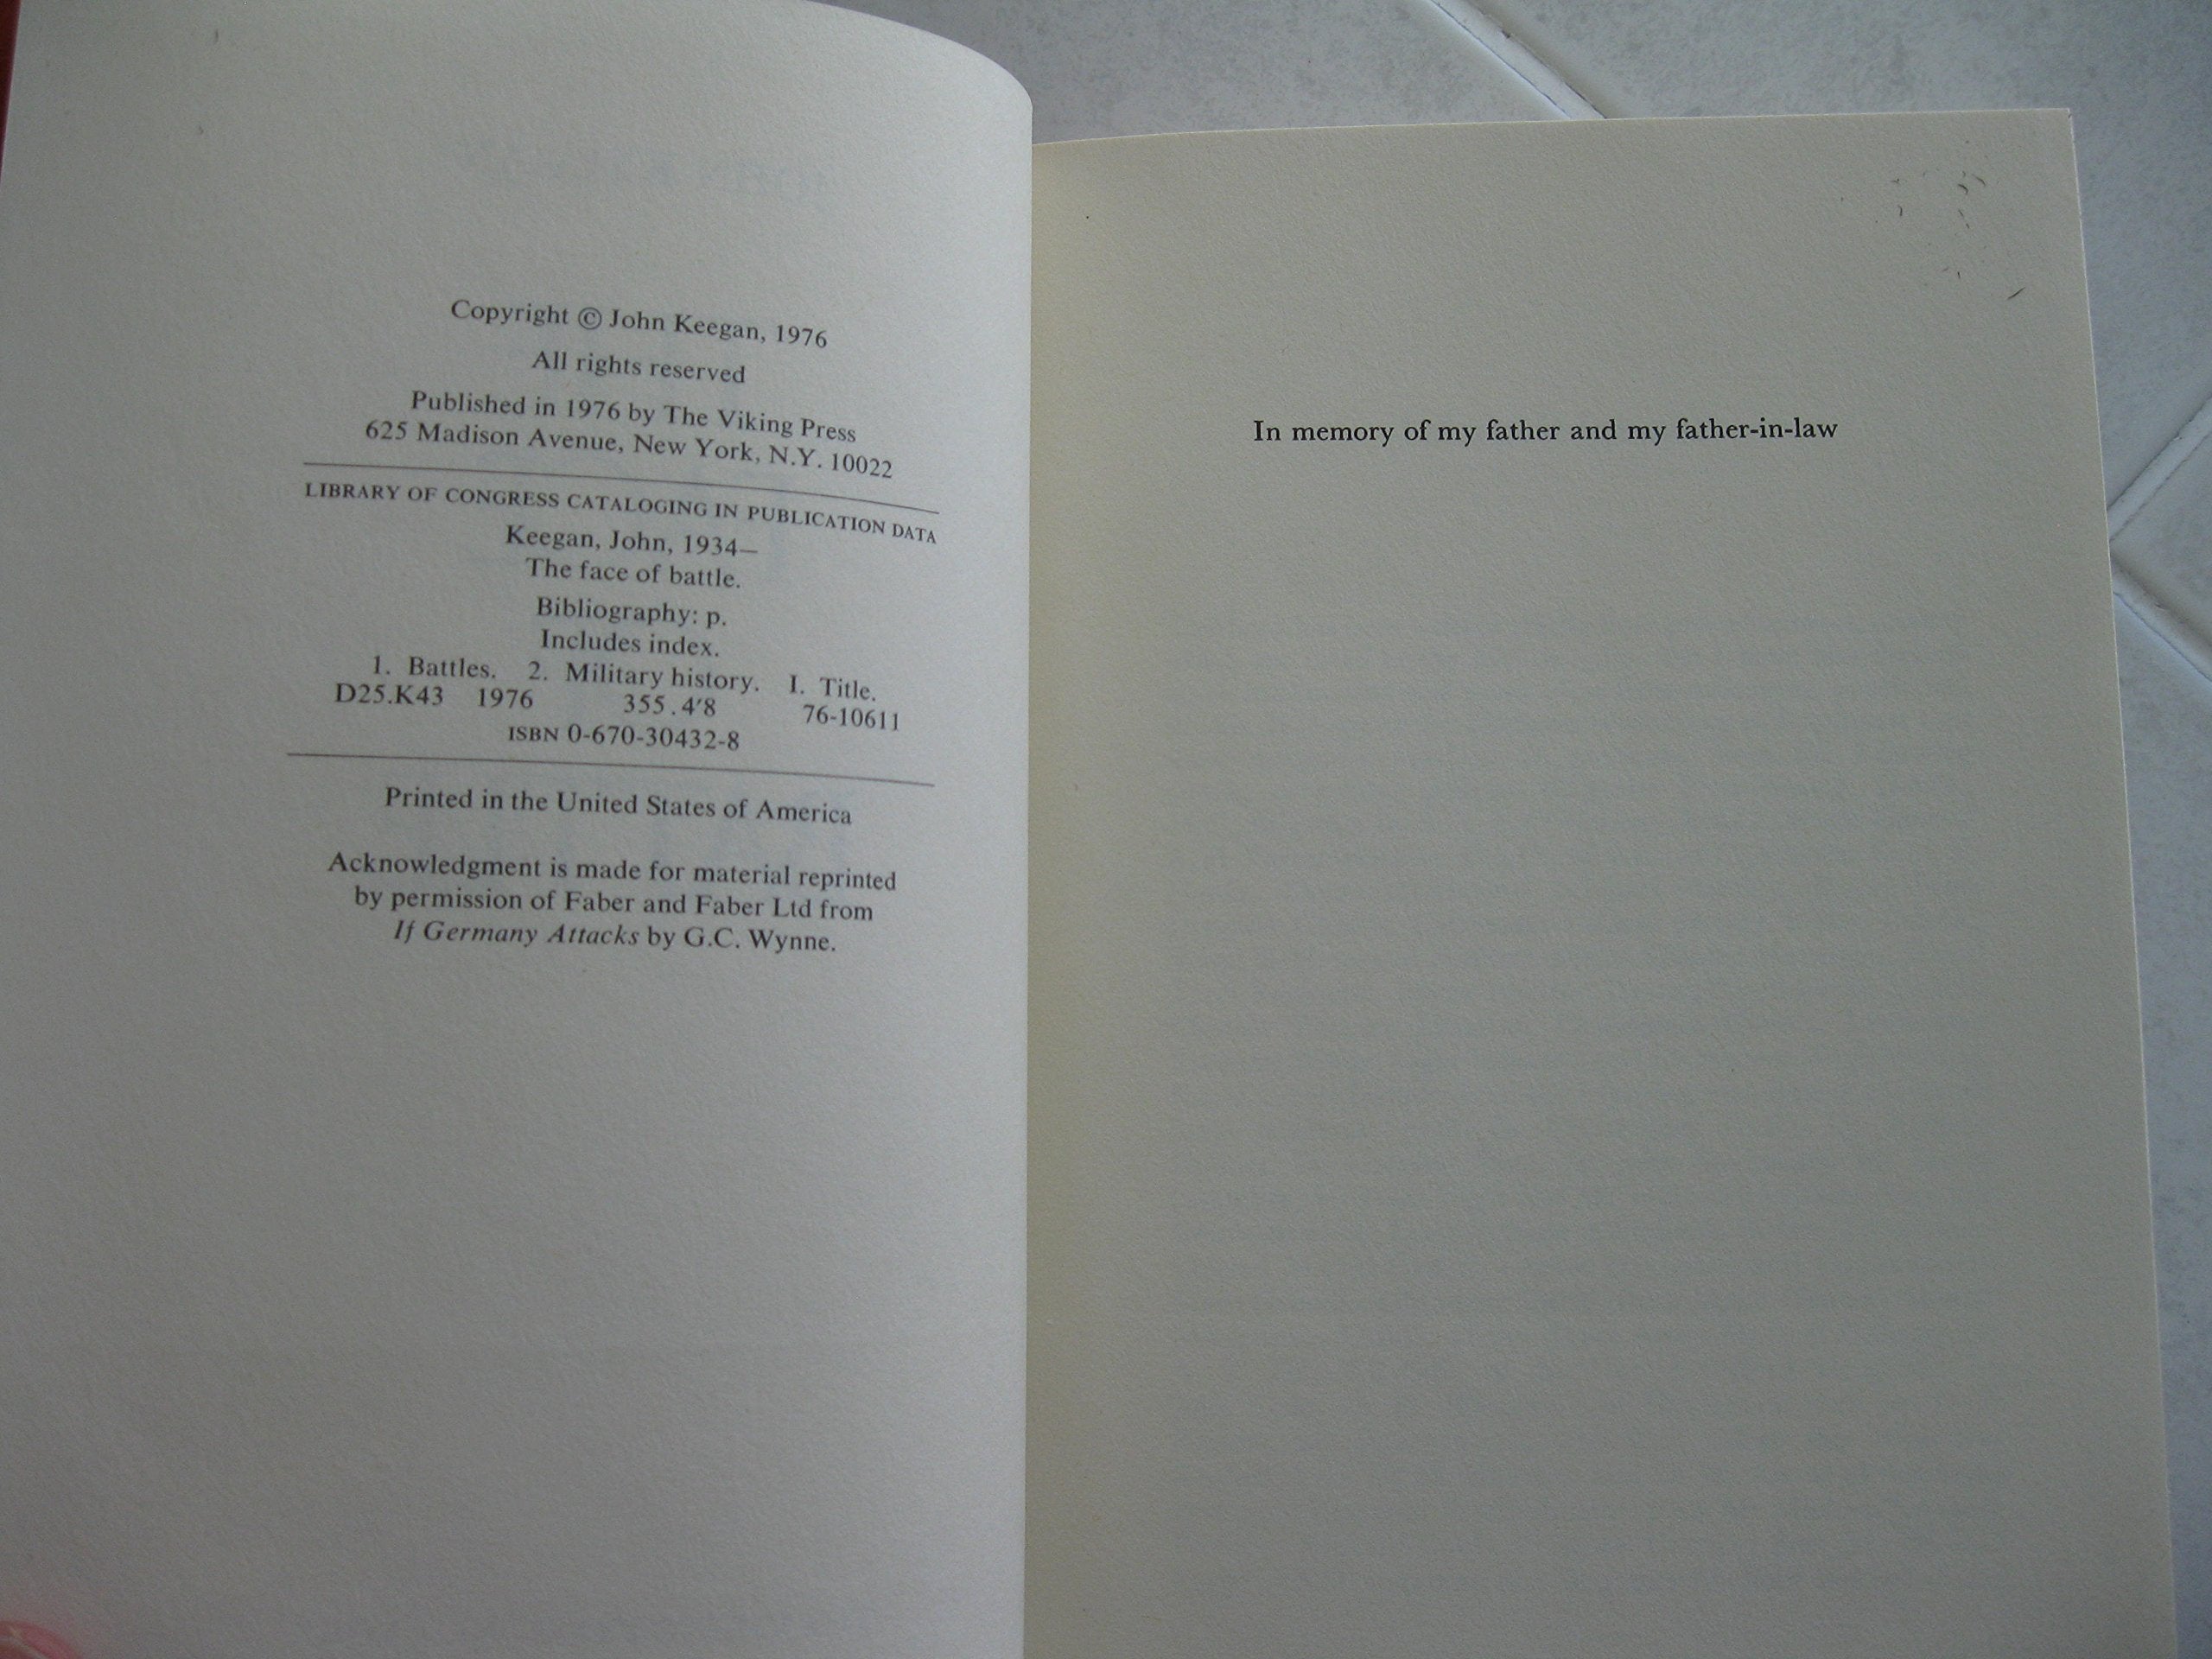 Copyright © John Keegan, 1976
All rights reserved
Published in 1976 by The Viking Press
625 Madison Avenue, New York, N.Y. 10022
LIBRARY OF CONGRESS CATALOGING IN PUBLICATION DATA
Keegan, John, 1934–
The face of battle.
Bibliography: p.
Includes index.
1. Battles. 2. Military history. I. Title.
D25.K43 1976 355.4'8 76-10611
ISBN 0-670-30432-8
Printed in the United States of America
Acknowledgment is made for material reprinted
by permission of Faber and Faber Ltd from
If Germany Attacks by G.C. Wynne.
In memory of my father and my father-in-law